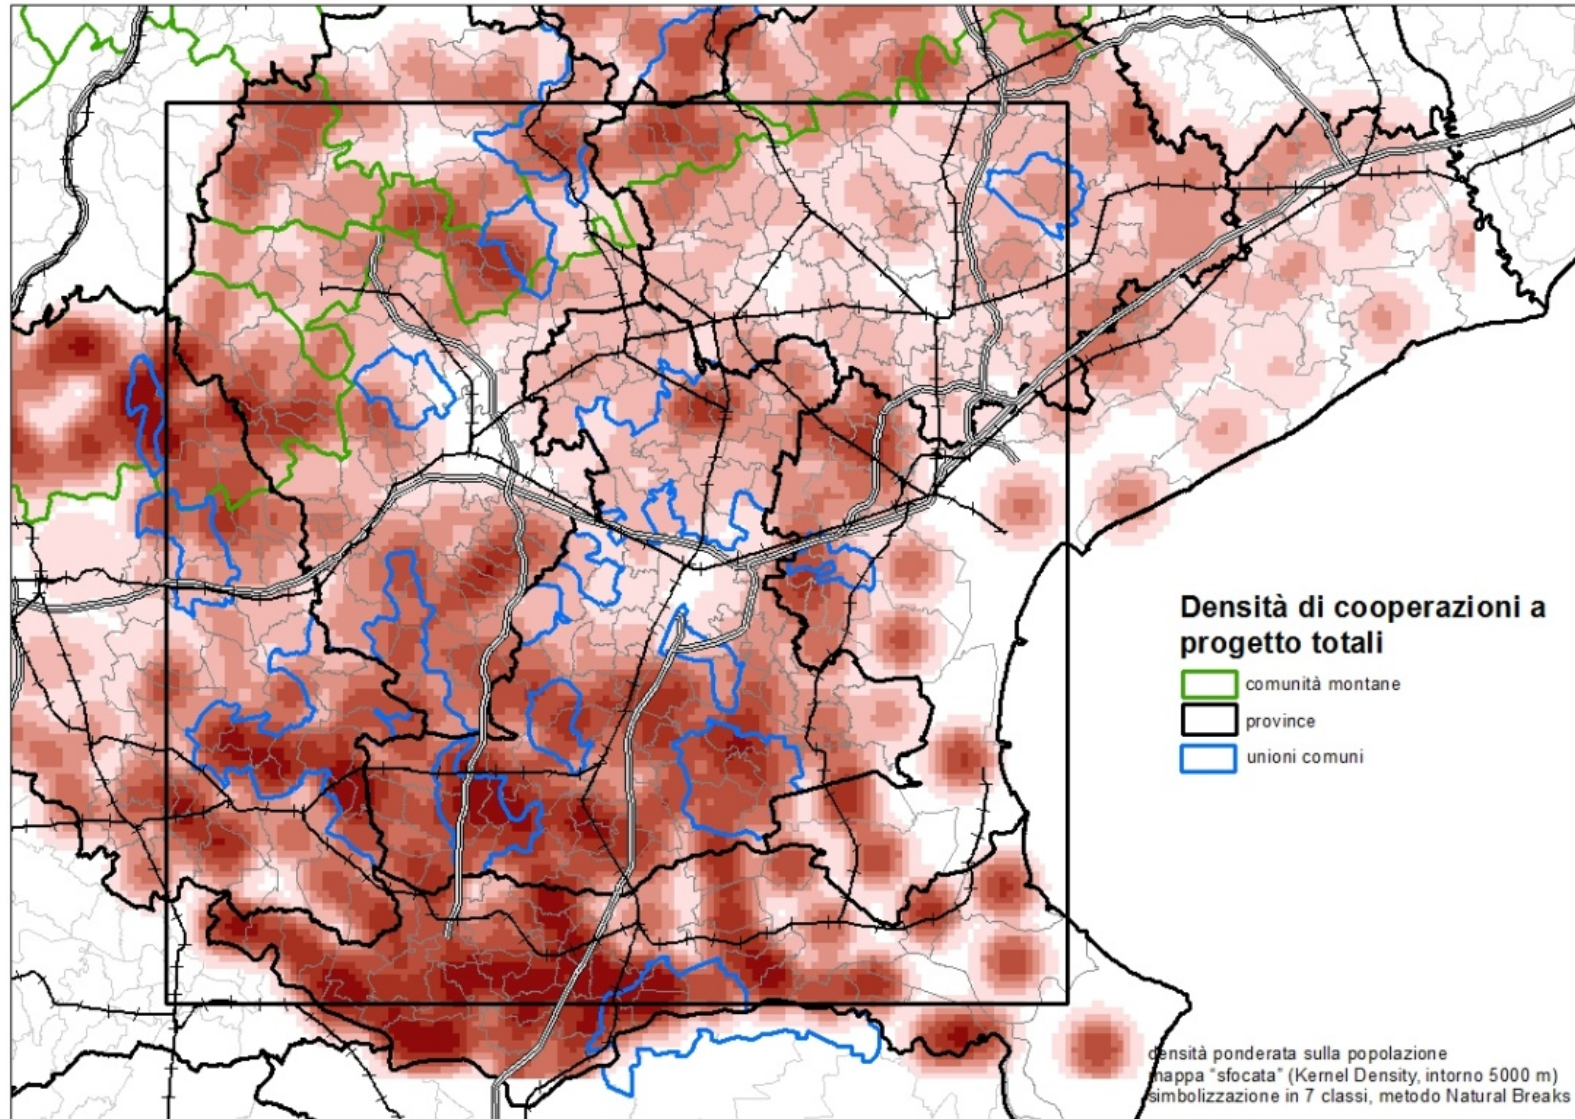 Densità di cooperazioni a
progetto totali
comunità montane
province
unioni comuni
densità ponderata sulla popolazione
mappa "sfocata" (Kernel Density, intorno 5000 m)
simbolizzazione in 7 classi, metodo Natural Breaks